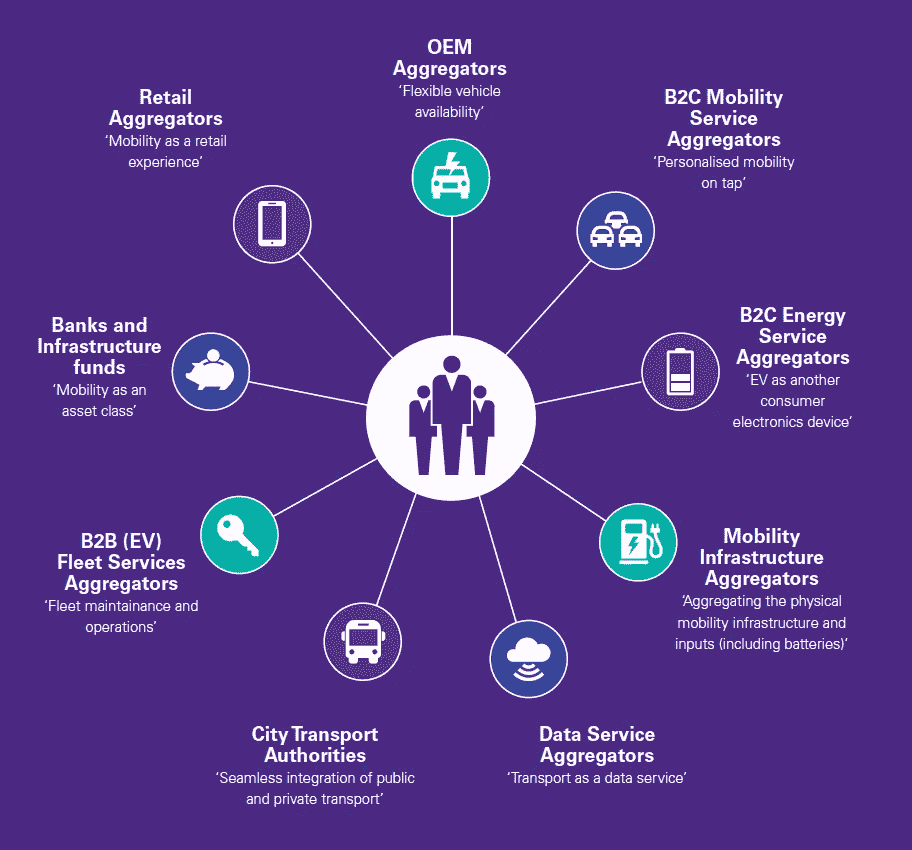 OEM
Aggregators
‘Flexible vehicle
availability’
B2C Mobility
Service
Aggregators
‘Personalised mobility
on tap’
B2C Energy
Service
Aggregators
‘EV as another
consumer
electronics device’
Mobility
Infrastructure
Aggregators
‘Aggregating the physical
mobility infrastructure and
inputs (including batteries)’
Data Service
Aggregators
‘Transport as a data service’
City Transport
Authorities
‘Seamless integration of public
and private transport’
B2B (EV)
Fleet Services
Aggregators
‘Fleet maintainance and
operations’
Banks and
Infrastructure
funds
‘Mobility as an
asset class’
Retail
Aggregators
‘Mobility as a retail
experience’